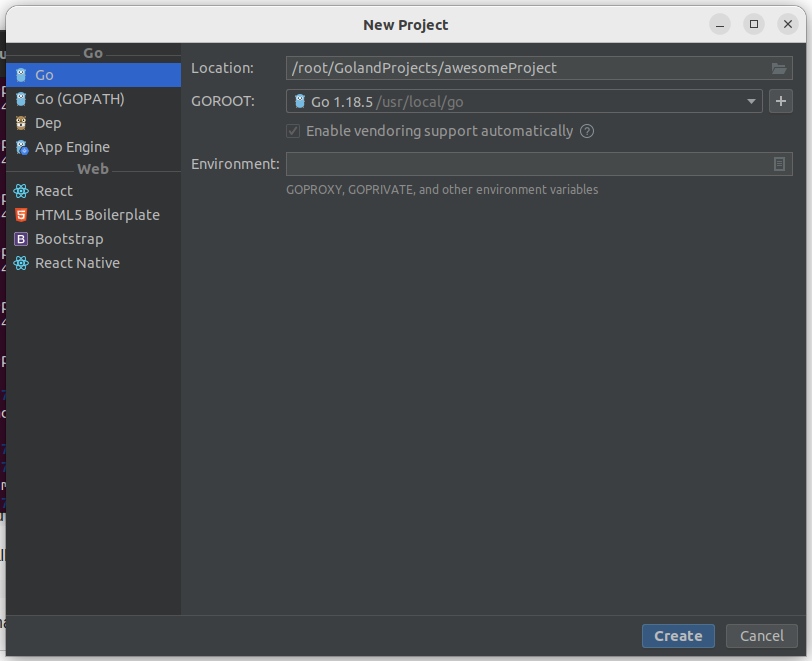 New Project
Go
Go
Go (GOPATH)
Dep
App Engine
Web
React
HTML5 Boilerplate
Bootstrap
React Native
Location: /root/GolandProjects/awesomeProject
GOROOT: Go 1.18.5 /usr/local/go
Enable vendoring support automatically
Environment:
GOPROXY, GOPRIVATE, and other environment variables
Create Cancel